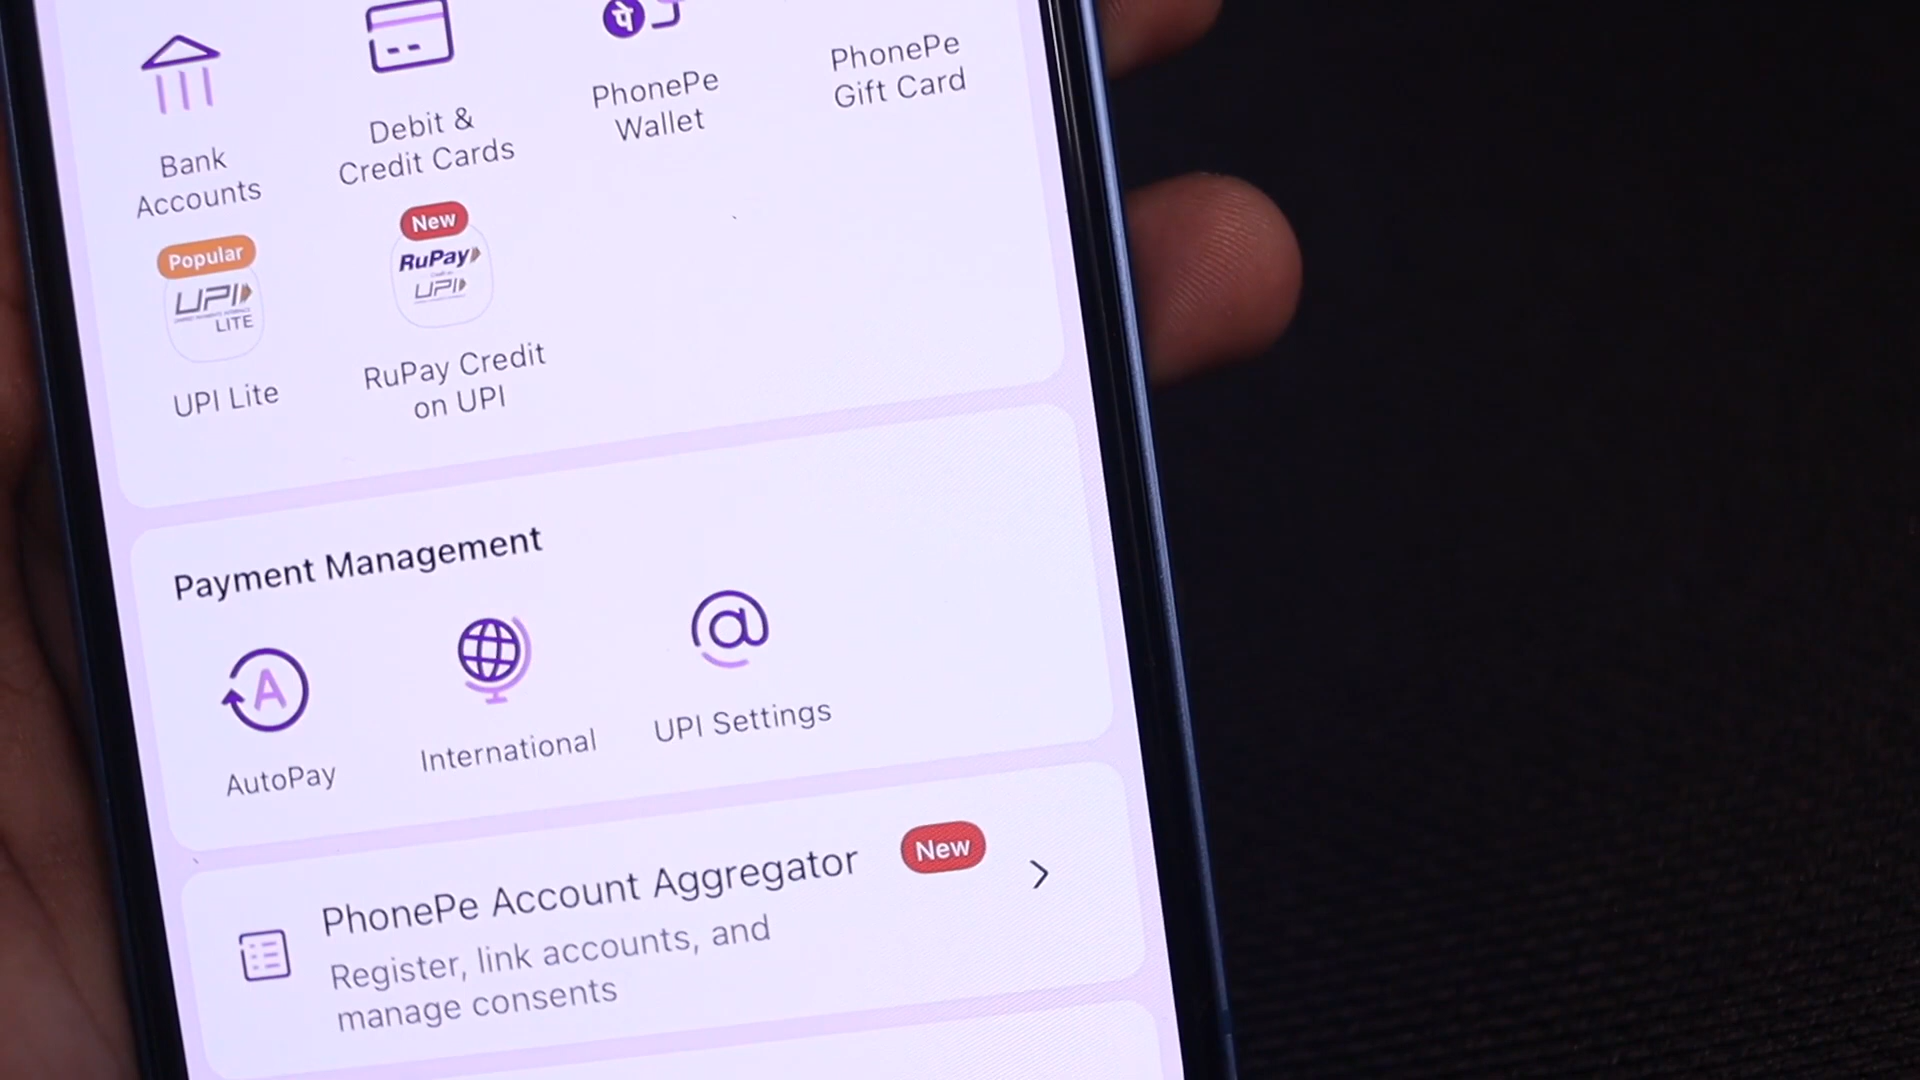 Bank
Accounts
Debit &
Credit Cards
पे
PhonePe
Wallet
PhonePe
Gift Card
Popular
UPI
LITE
UPI Lite
New
RuPay
UPI
RuPay Credit
on UPI
Payment Management
A
AutoPay
International
@
UPI Settings
PhonePe Account Aggregator
New
Register, link accounts, and
manage consents